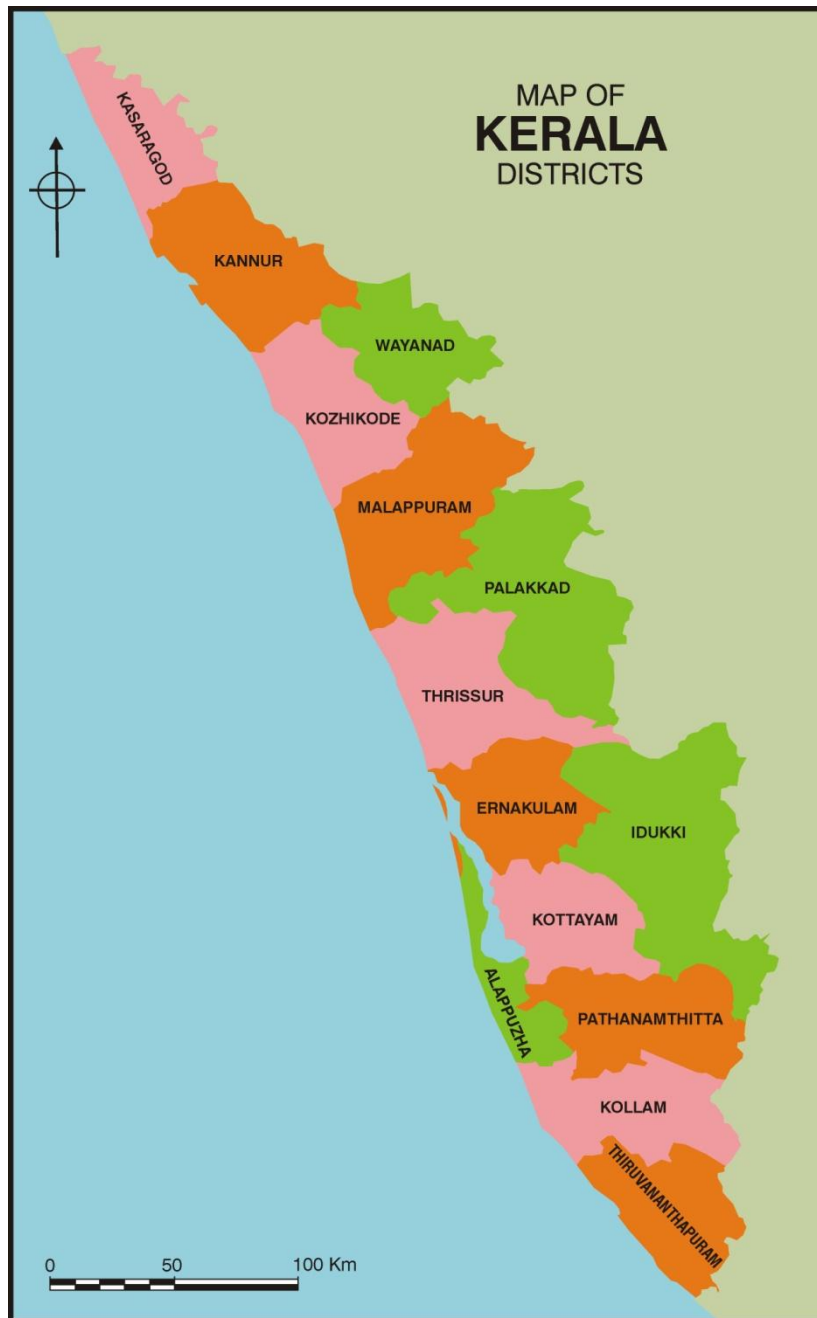 MAP OF
KERALA
DISTRICTS
KASARAGOD
KANNUR
WAYANAD
KOZHIKODE
MALAPPURAM
PALAKKAD
THRISSUR
ERNAKULAM
IDUKKI
KOTTAYAM
ALAPPUZHA
PATHANAMTHITTA
KOLLAM
THIRUVANANTHAPURAM
0 50 100 Km